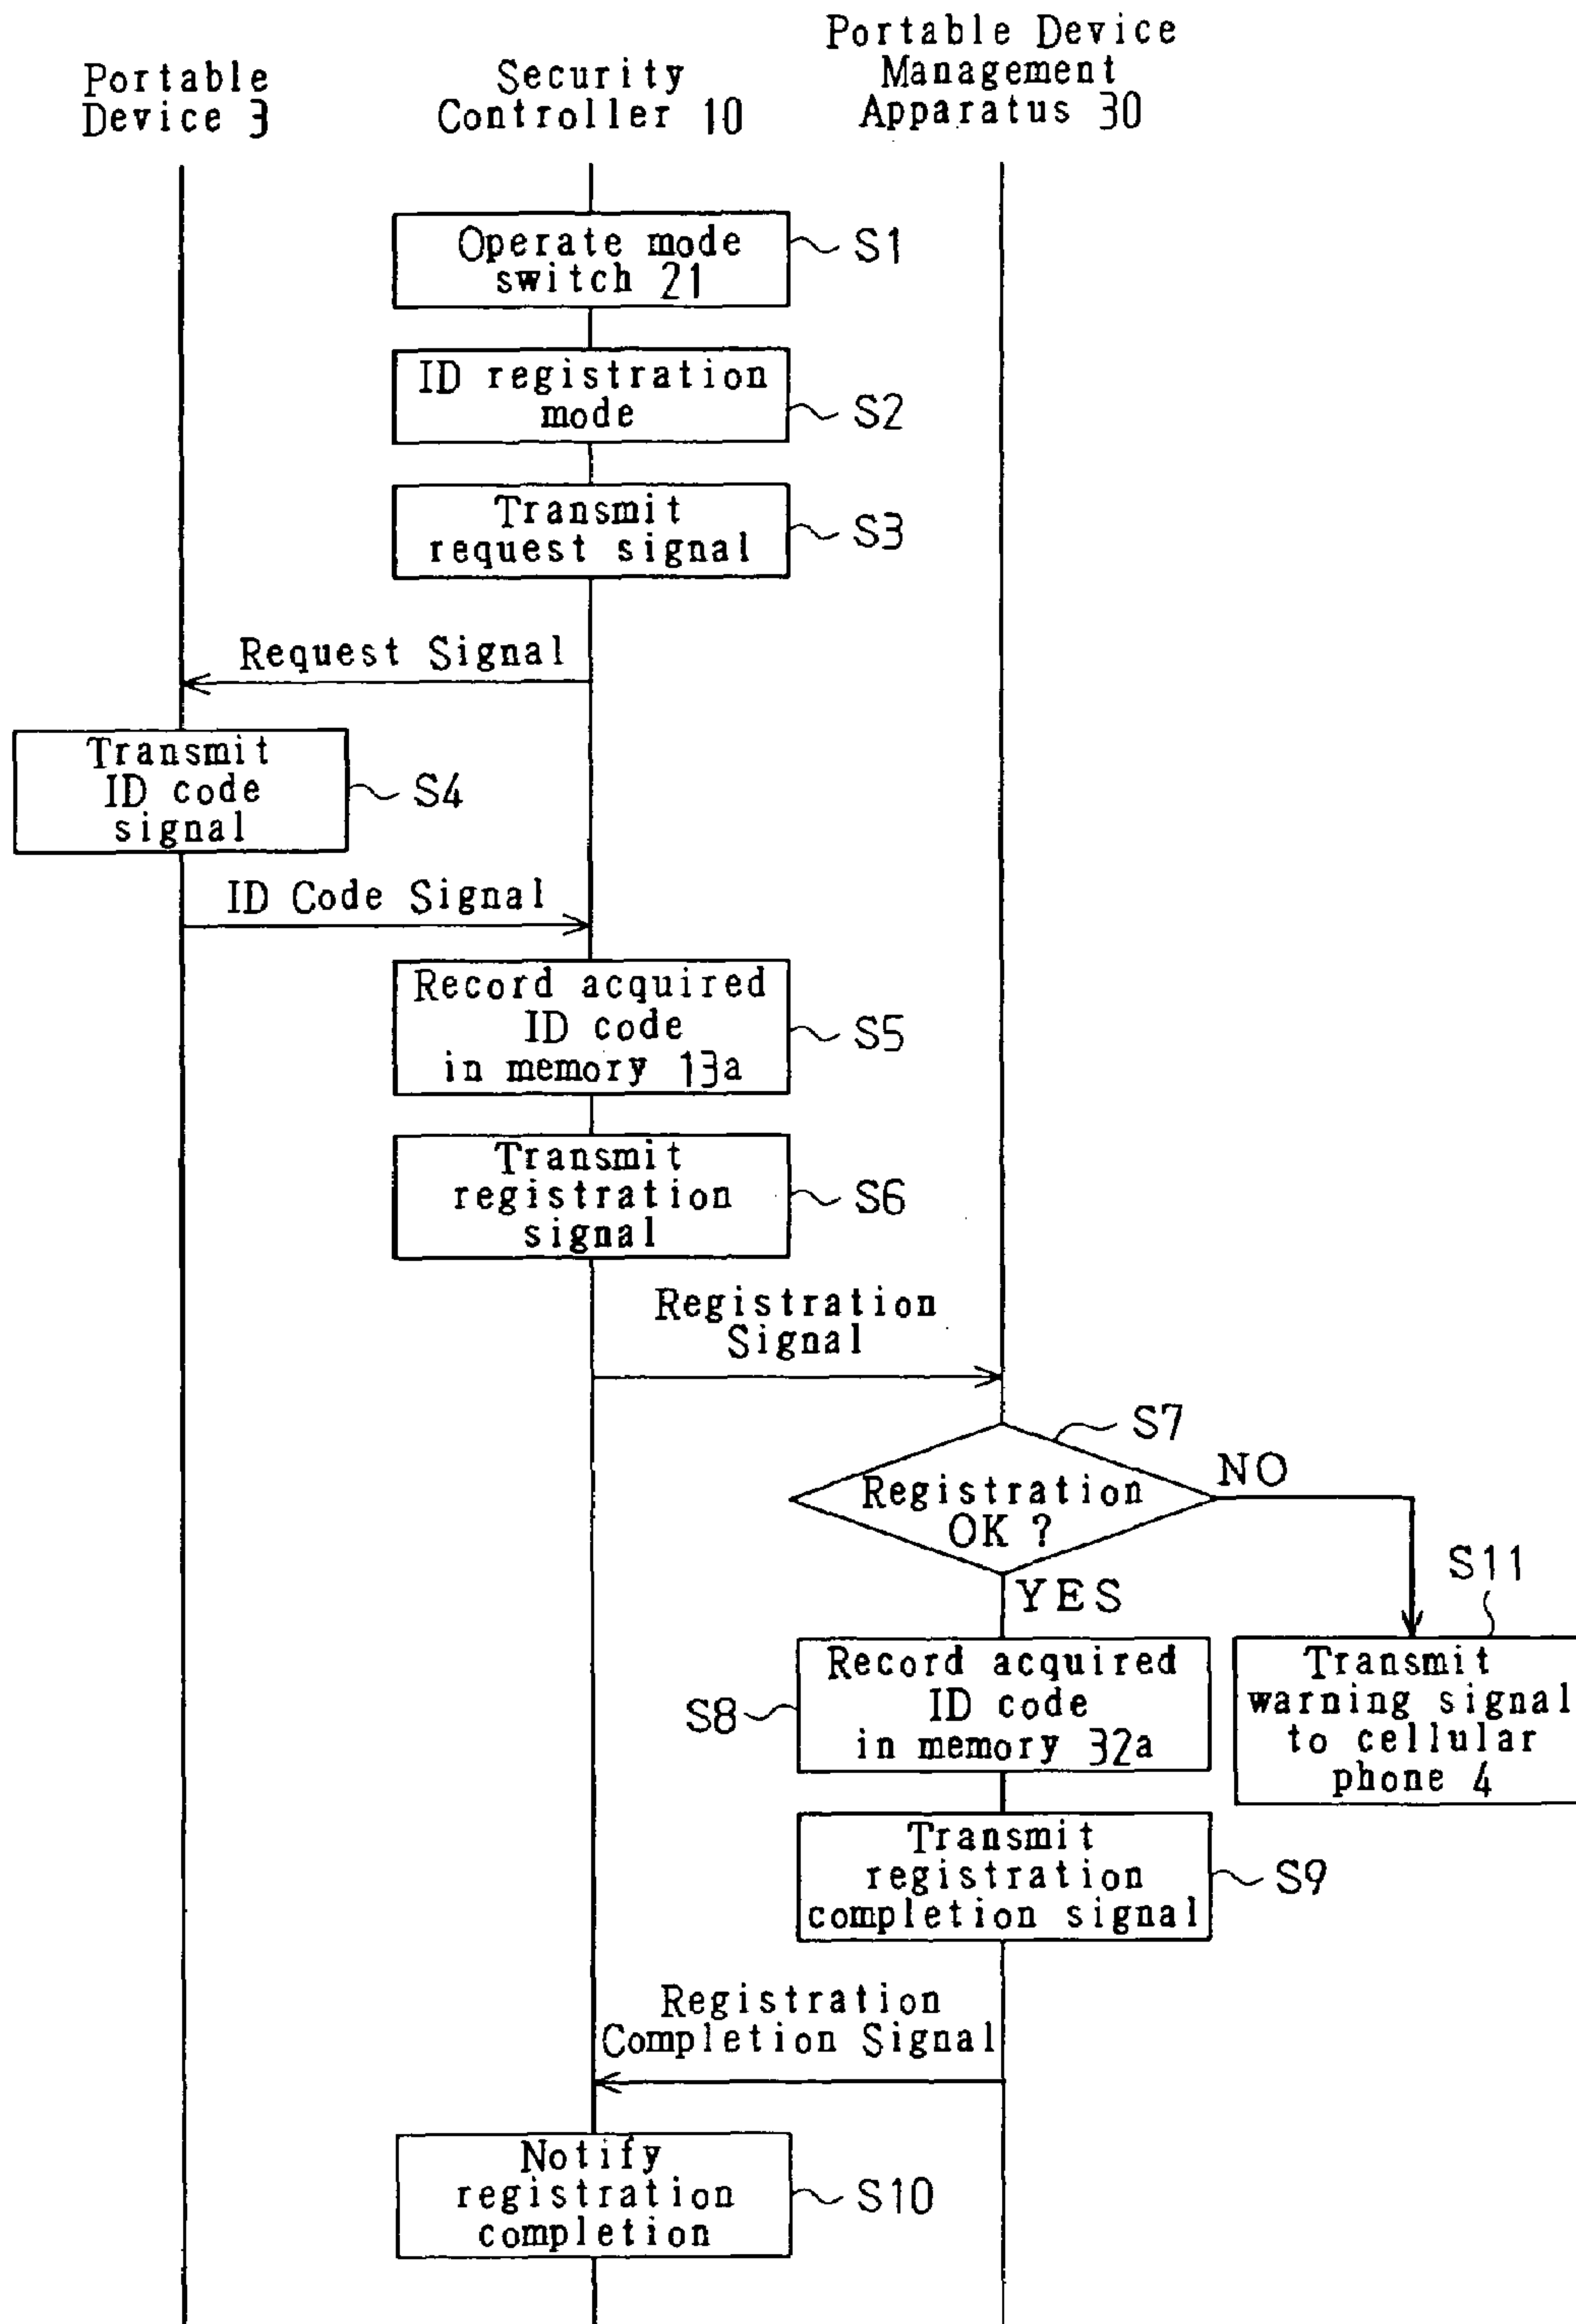 Portable
Device 3
Security
Controller 10
Portable Device
Management
Apparatus 30
Operate mode
switch 21
S1
ID registration
mode
S2
Transmit
request signal
S3
Request Signal
Transmit
ID code
signal
S4
ID Code Signal
Record acquired
ID code
in memory 13a
S5
Transmit
registration
signal
S6
Registration
Signal
S7
Registration
OK ?
NO
YES
S11
Record acquired
ID code
in memory 32a
S8
Transmit
warning signal
to cellular
phone 4
Transmit
registration
completion signal
S9
Registration
Completion Signal
Notify
registration
completion
S10